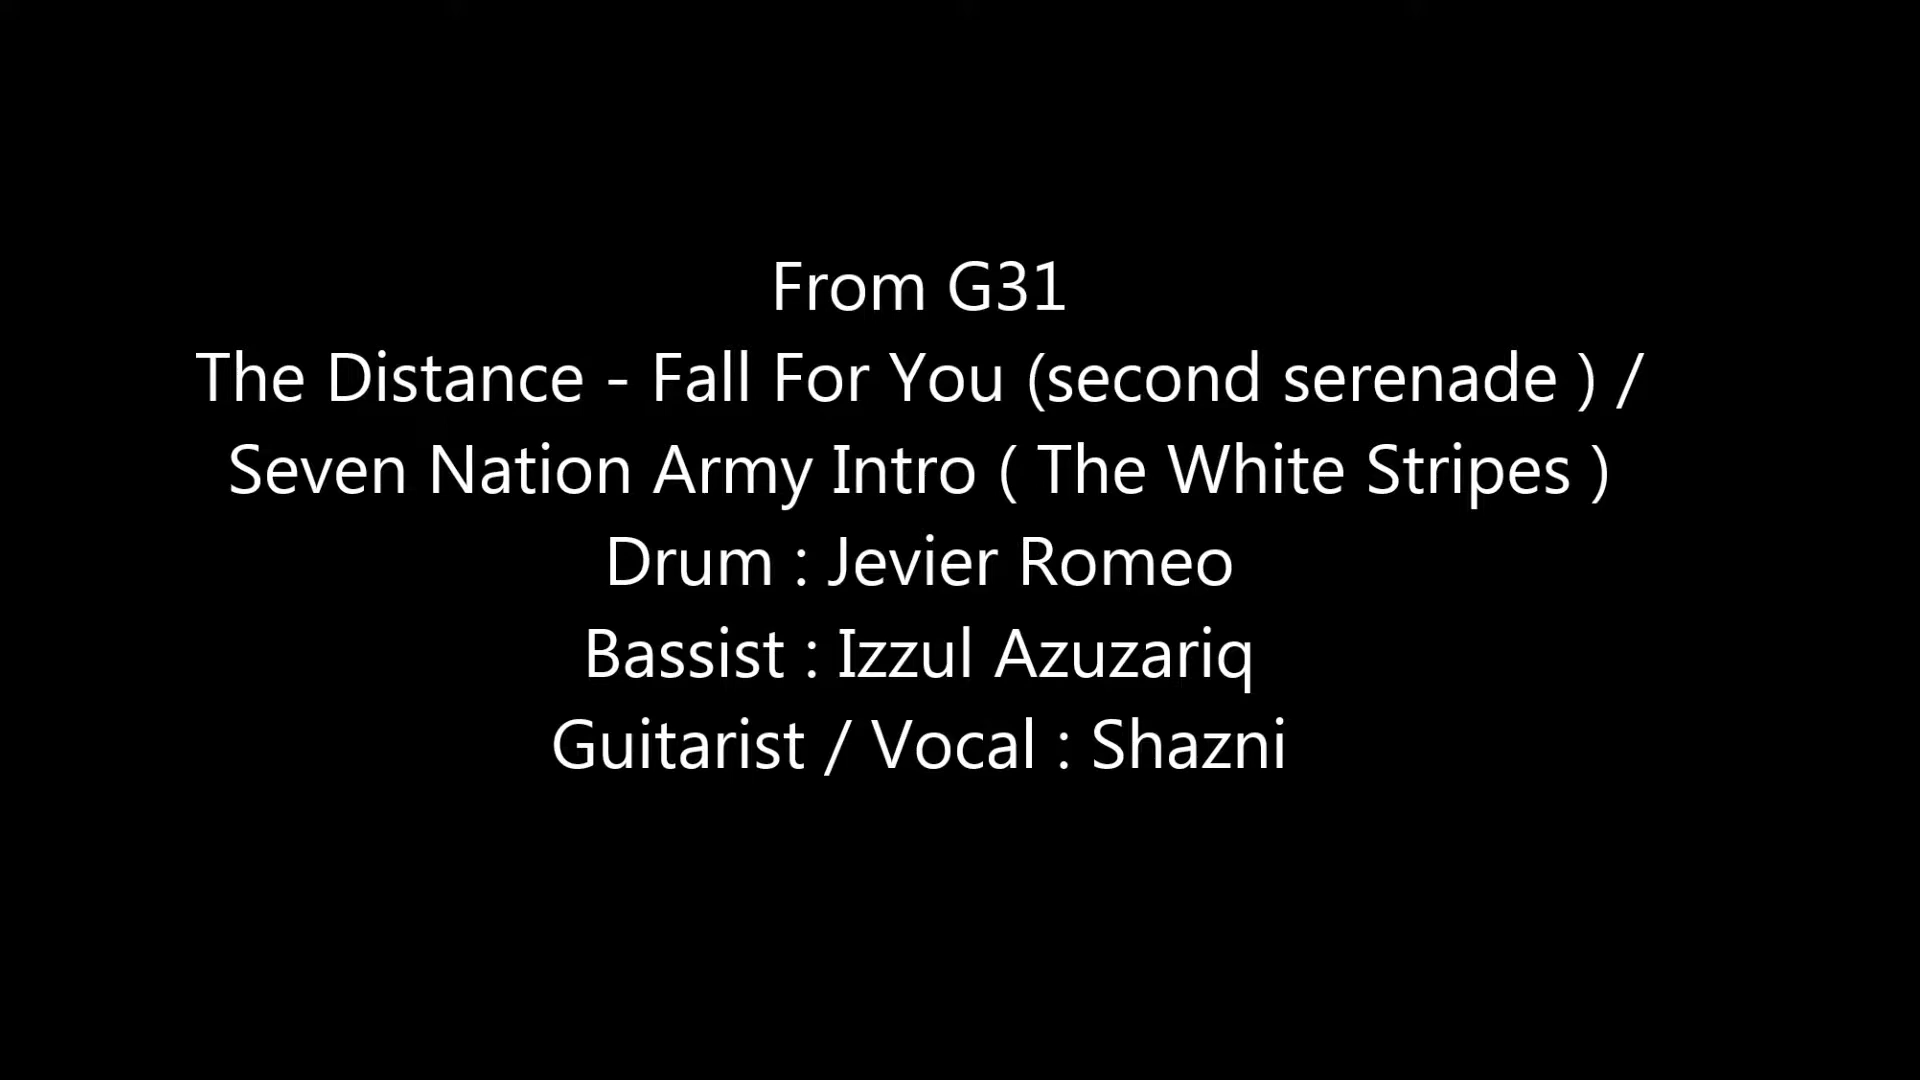 From G31
The Distance - Fall For You (second serenade ) /
Seven Nation Army Intro ( The White Stripes )
Drum : Jevier Romeo
Bassist : Izzul Azuzariq
Guitarist / Vocal : Shazni